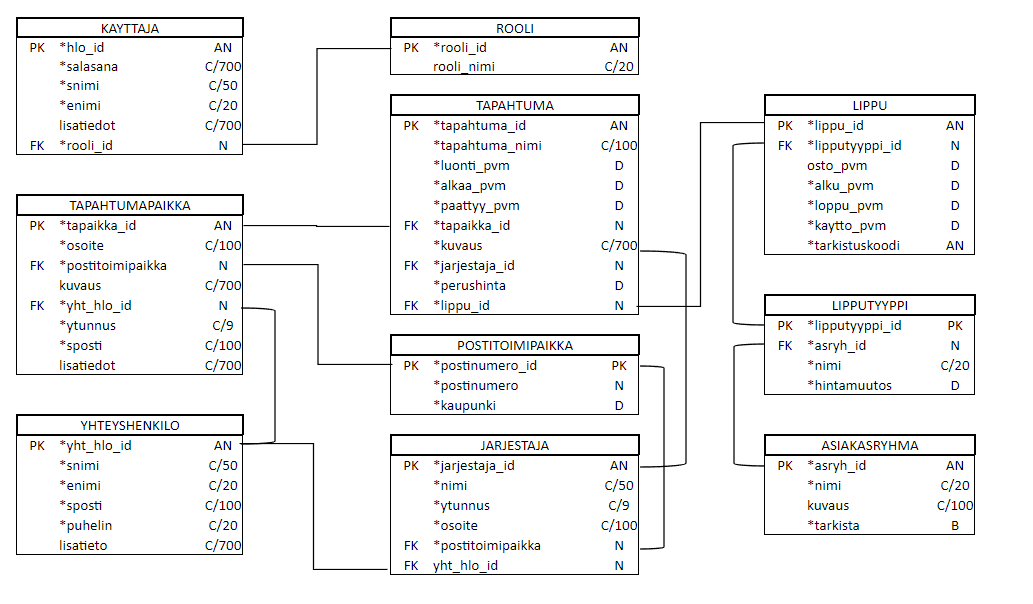 KAYTTAJA
PK *hlo_id AN
*salasana C/700
*snimi C/50
*enimi C/20
lisatiedot C/700
FK *rooli_id N
TAPAHTUMAPAIKKA
PK *tapaikka_id AN
*osoite C/100
FK *postitoimipaikka N
kuvaus C/700
FK *yht_hlo_id N
*ytunnus C/9
*sposti C/100
lisatiedot C/700
YHTEYSHENKILO
PK *yht_hlo_id AN
*snimi C/50
*enimi C/20
*sposti C/100
*puhelin C/20
lisatieto C/700
ROOLI
PK *rooli_id AN
rooli_nimi C/20
TAPAHTUMA
PK *tapahtuma_id AN
*tapahtuma_nimi C/100
*luonti_pvm D
*alkaa_pvm D
*paattyy_pvm D
FK *tapaikka_id N
*kuvaus C/700
FK *jarjestaja_id N
*perushinta D
FK *lippu_id N
POSTITOIMIPAIKKA
PK *postinumero_id PK
*postinumero N
*kaupunki D
JARJESTAJA
PK *jarjestaja_id AN
*nimi C/50
*ytunnus C/9
*osoite C/100
FK *postitoimipaikka N
FK yht_hlo_id N
LIPPU
PK *lippu_id AN
FK *lipputyyppi_id N
osto_pvm D
*alku_pvm D
*loppu_pvm D
*kaytto_pvm D
*tarkistuskoodi AN
LIPPUTYYPPI
PK *lipputyyppi_id PK
FK *asryh_id N
*nimi C/20
*hintamuutos D
ASIAKASRYHMA
PK *asryh_id AN
*nimi C/20
kuvaus C/100
*tarkista B